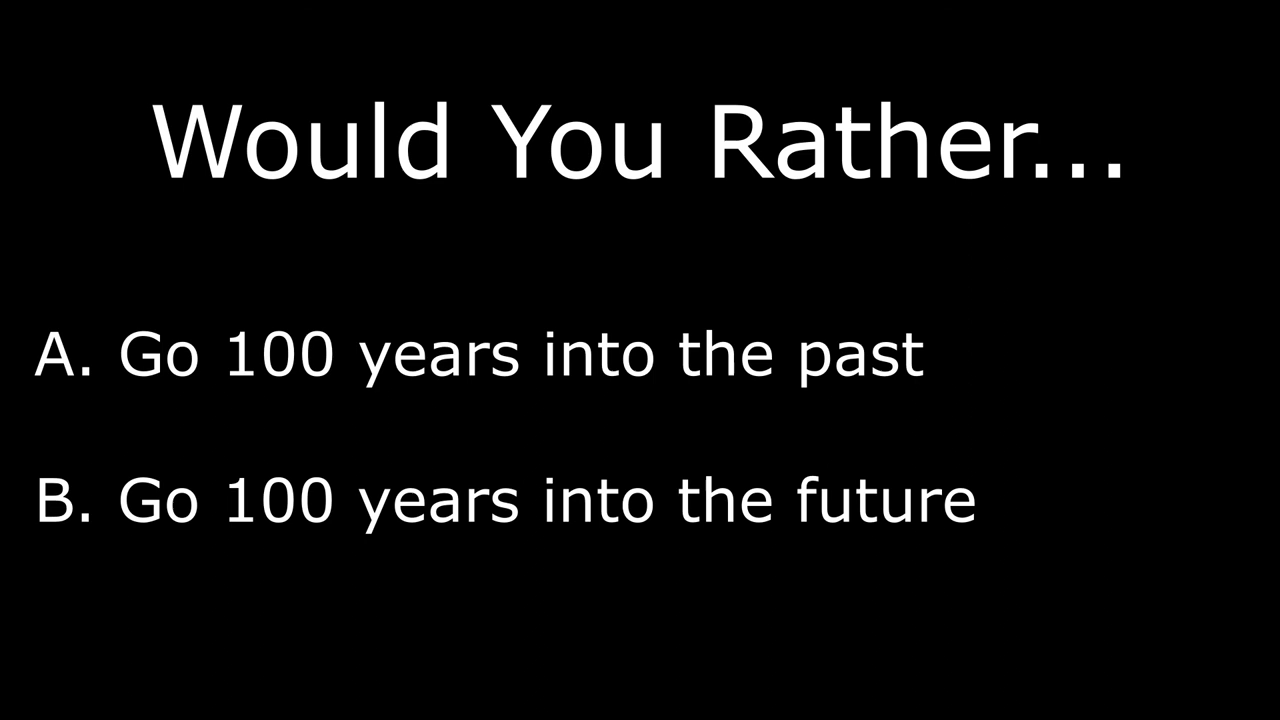 Would You Rather...
A. Go 100 years into the past
B. Go 100 years into the future